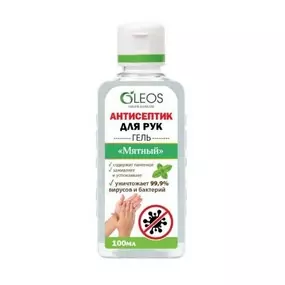 OLEOS
АНТИСЕПТИК
ДЛЯ РУК
ГЕЛЬ
«Мятный»
уничтожает 99,9%
вирусов и бактерий
100мл